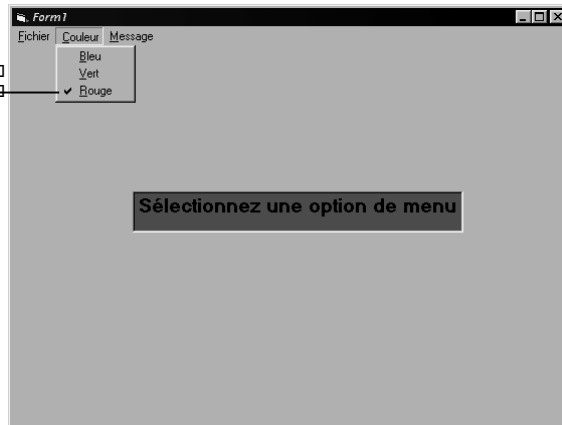 Form1
Fichier Couleur Message
Bleu
Vert
Rouge
Sélectionnez une option de menu